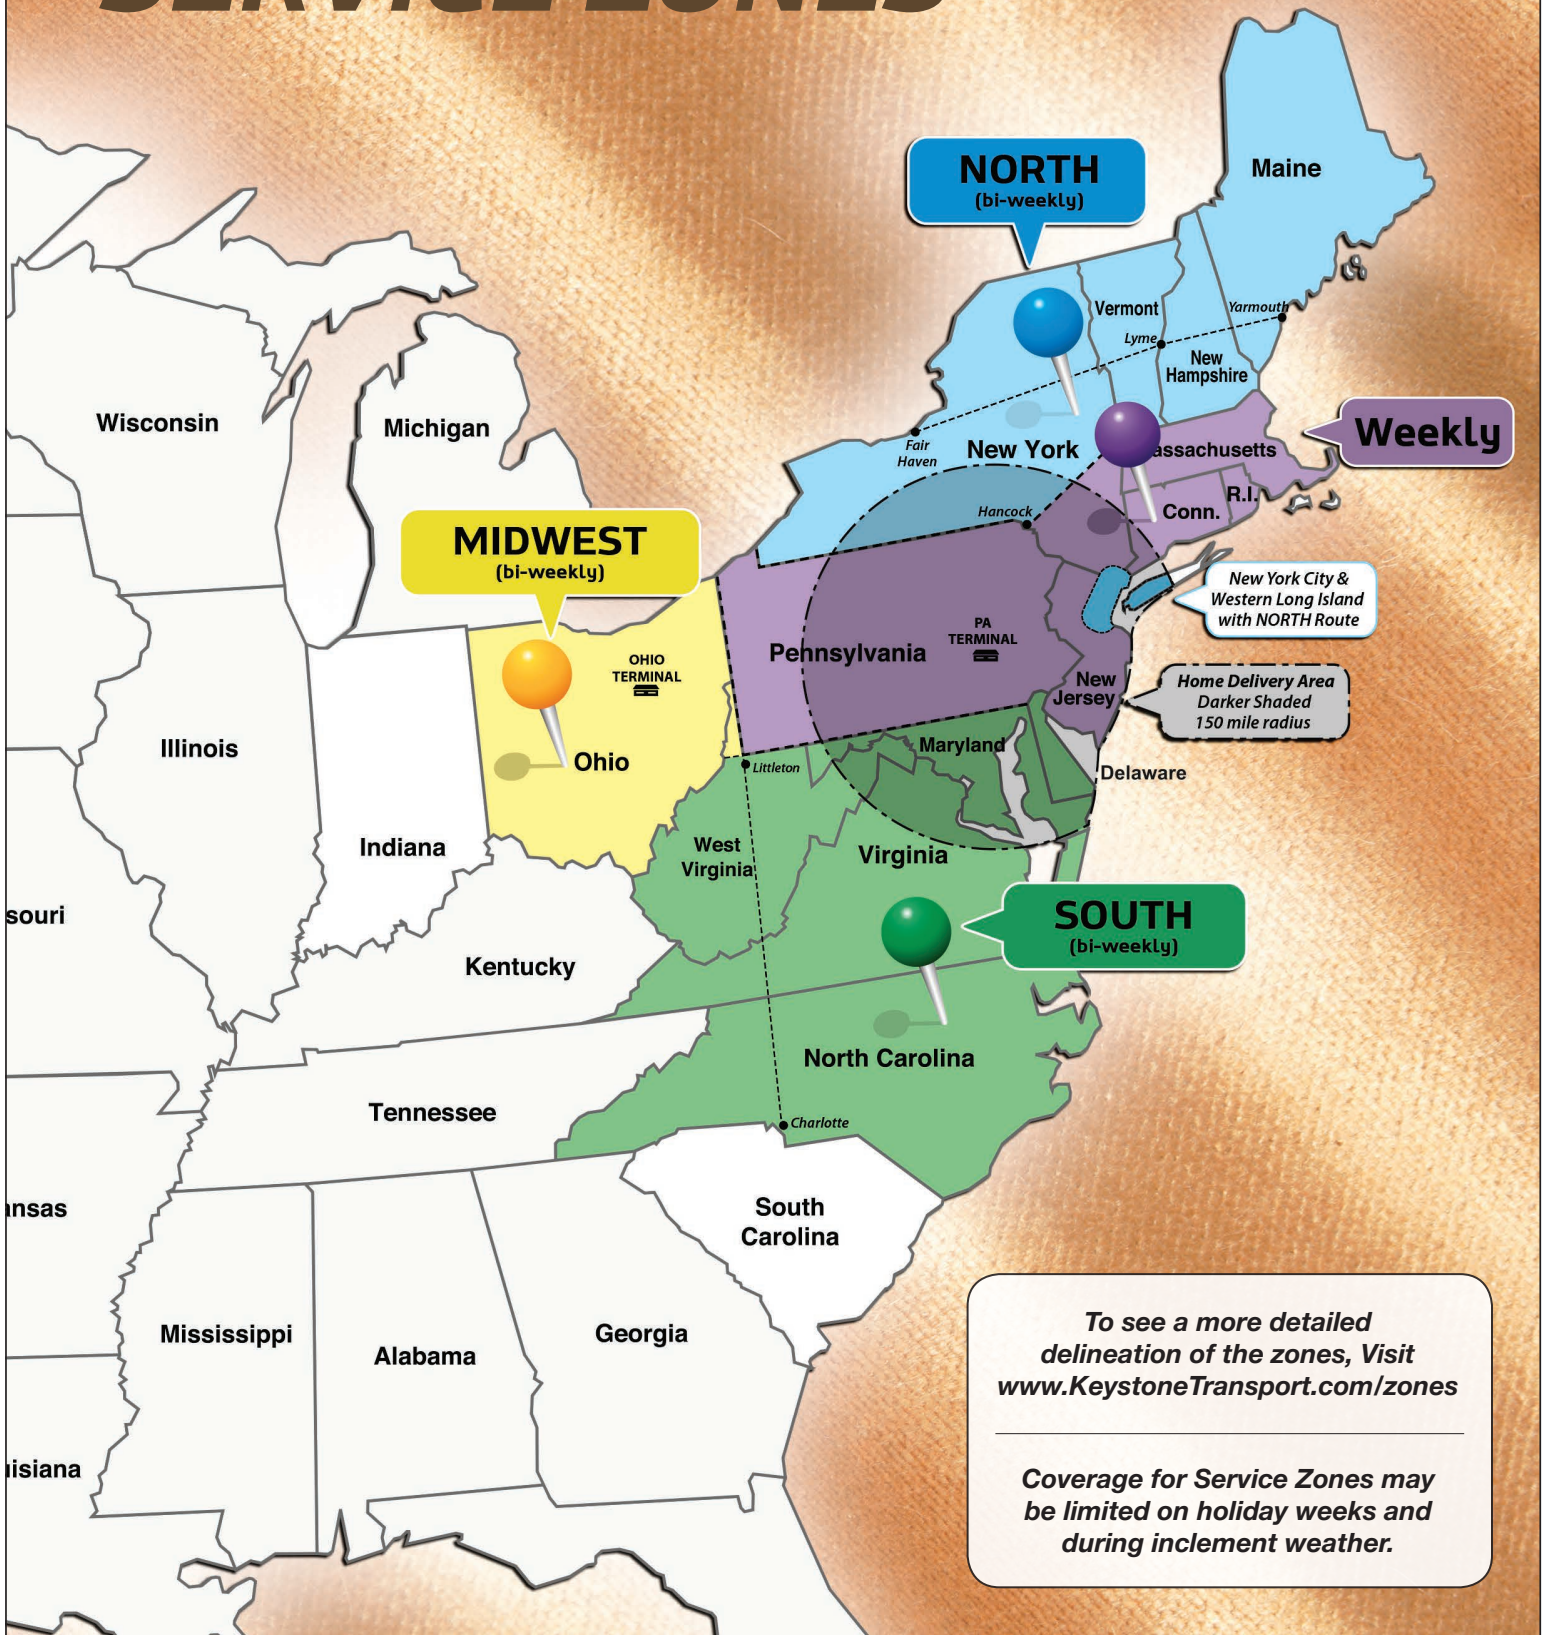 SERVICE ZONES
Maine
NORTH
(bi-weekly)
Vermont
Yarmouth
Lyme
New
Hampshire
Wisconsin
Michigan
Fair
Haven
New York
Weekly
assachusetts
R.I.
Conn.
Hancock
MIDWEST
(bi-weekly)
New York City &
Western Long Island
with NORTH Route
PA
TERMINAL
Pennsylvania
OHIO
TERMINAL
New
Jersey
Home Delivery Area
Darker Shaded
150 mile radius
Illinois
Ohio
Maryland
Littleton
Delaware
Indiana
West
Virginia
Virginia
souri
SOUTH
(bi-weekly)
Kentucky
North Carolina
Tennessee
Charlotte
ansas
South
Carolina
Mississippi
Alabama
Georgia
isiana
To see a more detailed
delineation of the zones, Visit
www.KeystoneTransport.com/zones
Coverage for Service Zones may
be limited on holiday weeks and
during inclement weather.